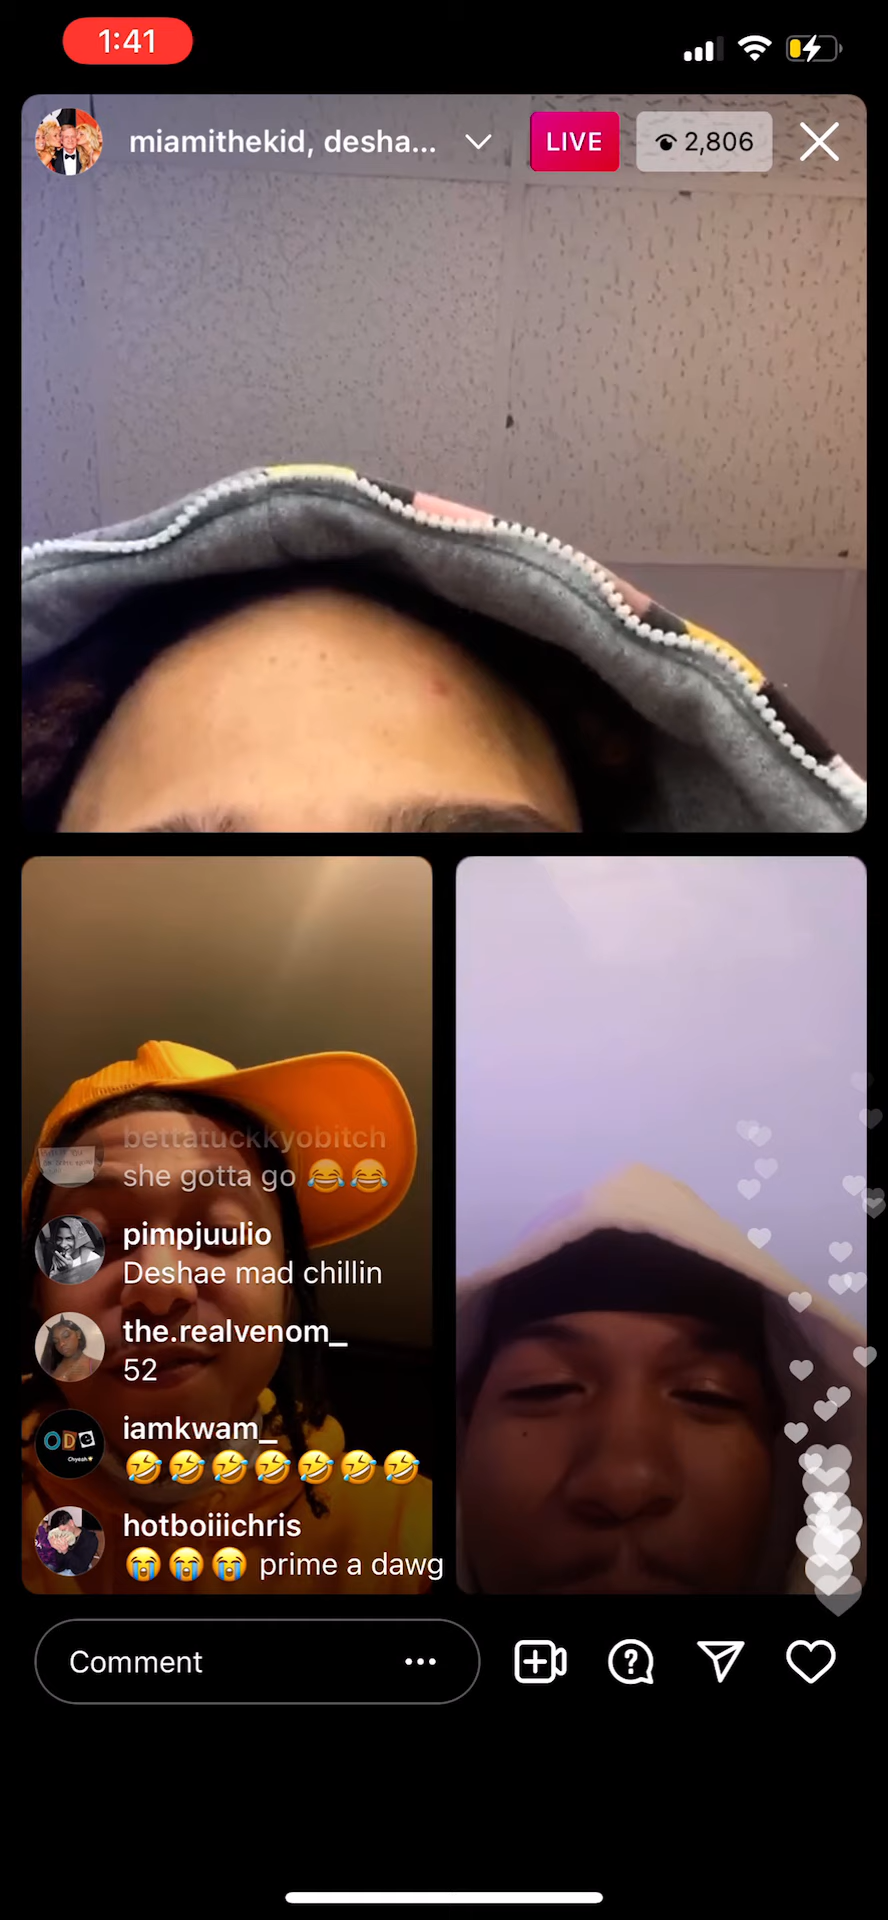 1:41
miamithekid, desha...
LIVE
2,806
bettatuckkyobitch
she gotta go 😂😂
pimpjuulio
Deshae mad chillin
the.realvenom_
52
iamkwam_
🤣🤣🤣🤣🤣🤣🤣
ODE
hotboiiichris
😭😭😭 prime a dawg
Comment